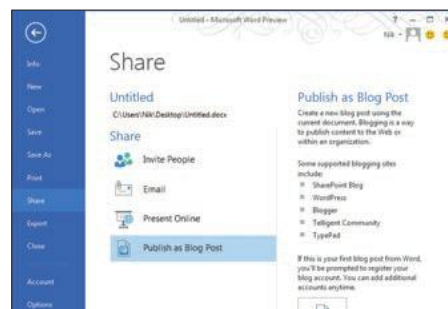 Untitled - Microsoft Word Preview
?
Nik
Info
New
Open
Save
Save As
Print
Share
Export
Close
Account
Options
Share
Untitled
C:\Users\Nik\Desktop\Untitled.docx
Share
Invite People
Email
Present Online
Publish as Blog Post
Publish as Blog Post
Create a new blog post using the
current document. Blogging is a way
to publish content to the Web or
within an organization.
Some supported blogging sites
include:
SharePoint Blog
WordPress
Blogger
Telligent Community
TypePad
If this is your first blog post from Word,
you'll be prompted to register your
blog account. You can add additional
accounts anytime.